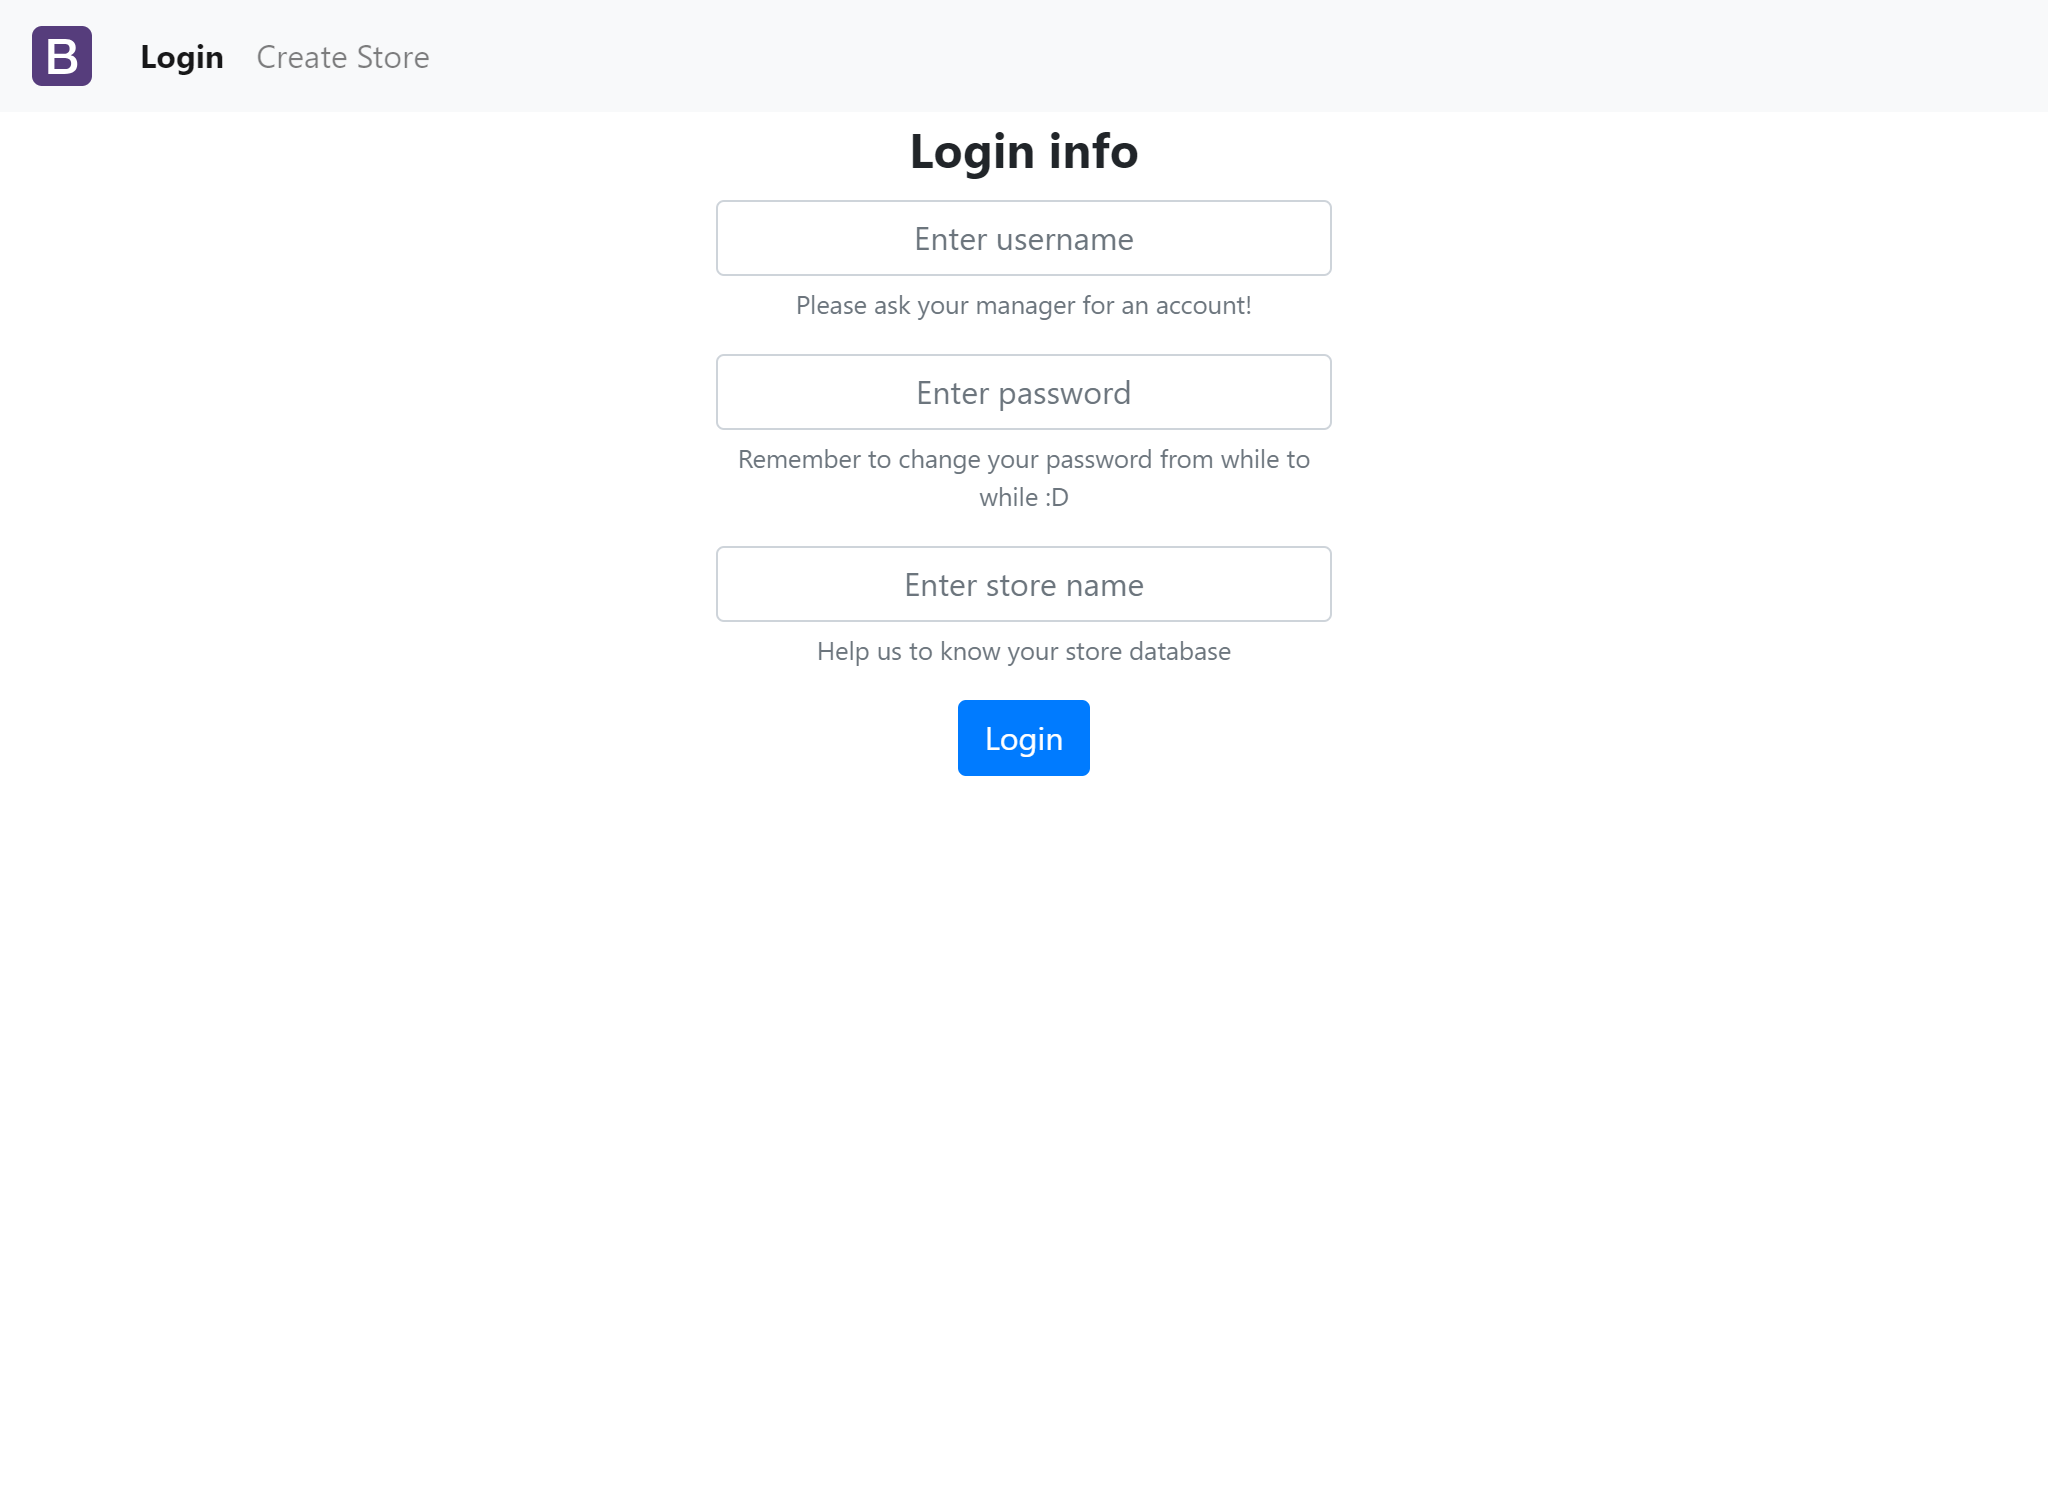 B
Login
Create Store
Login info
Enter username
Please ask your manager for an account!
Enter password
Remember to change your password from while to
while :D
Enter store name
Help us to know your store database
Login